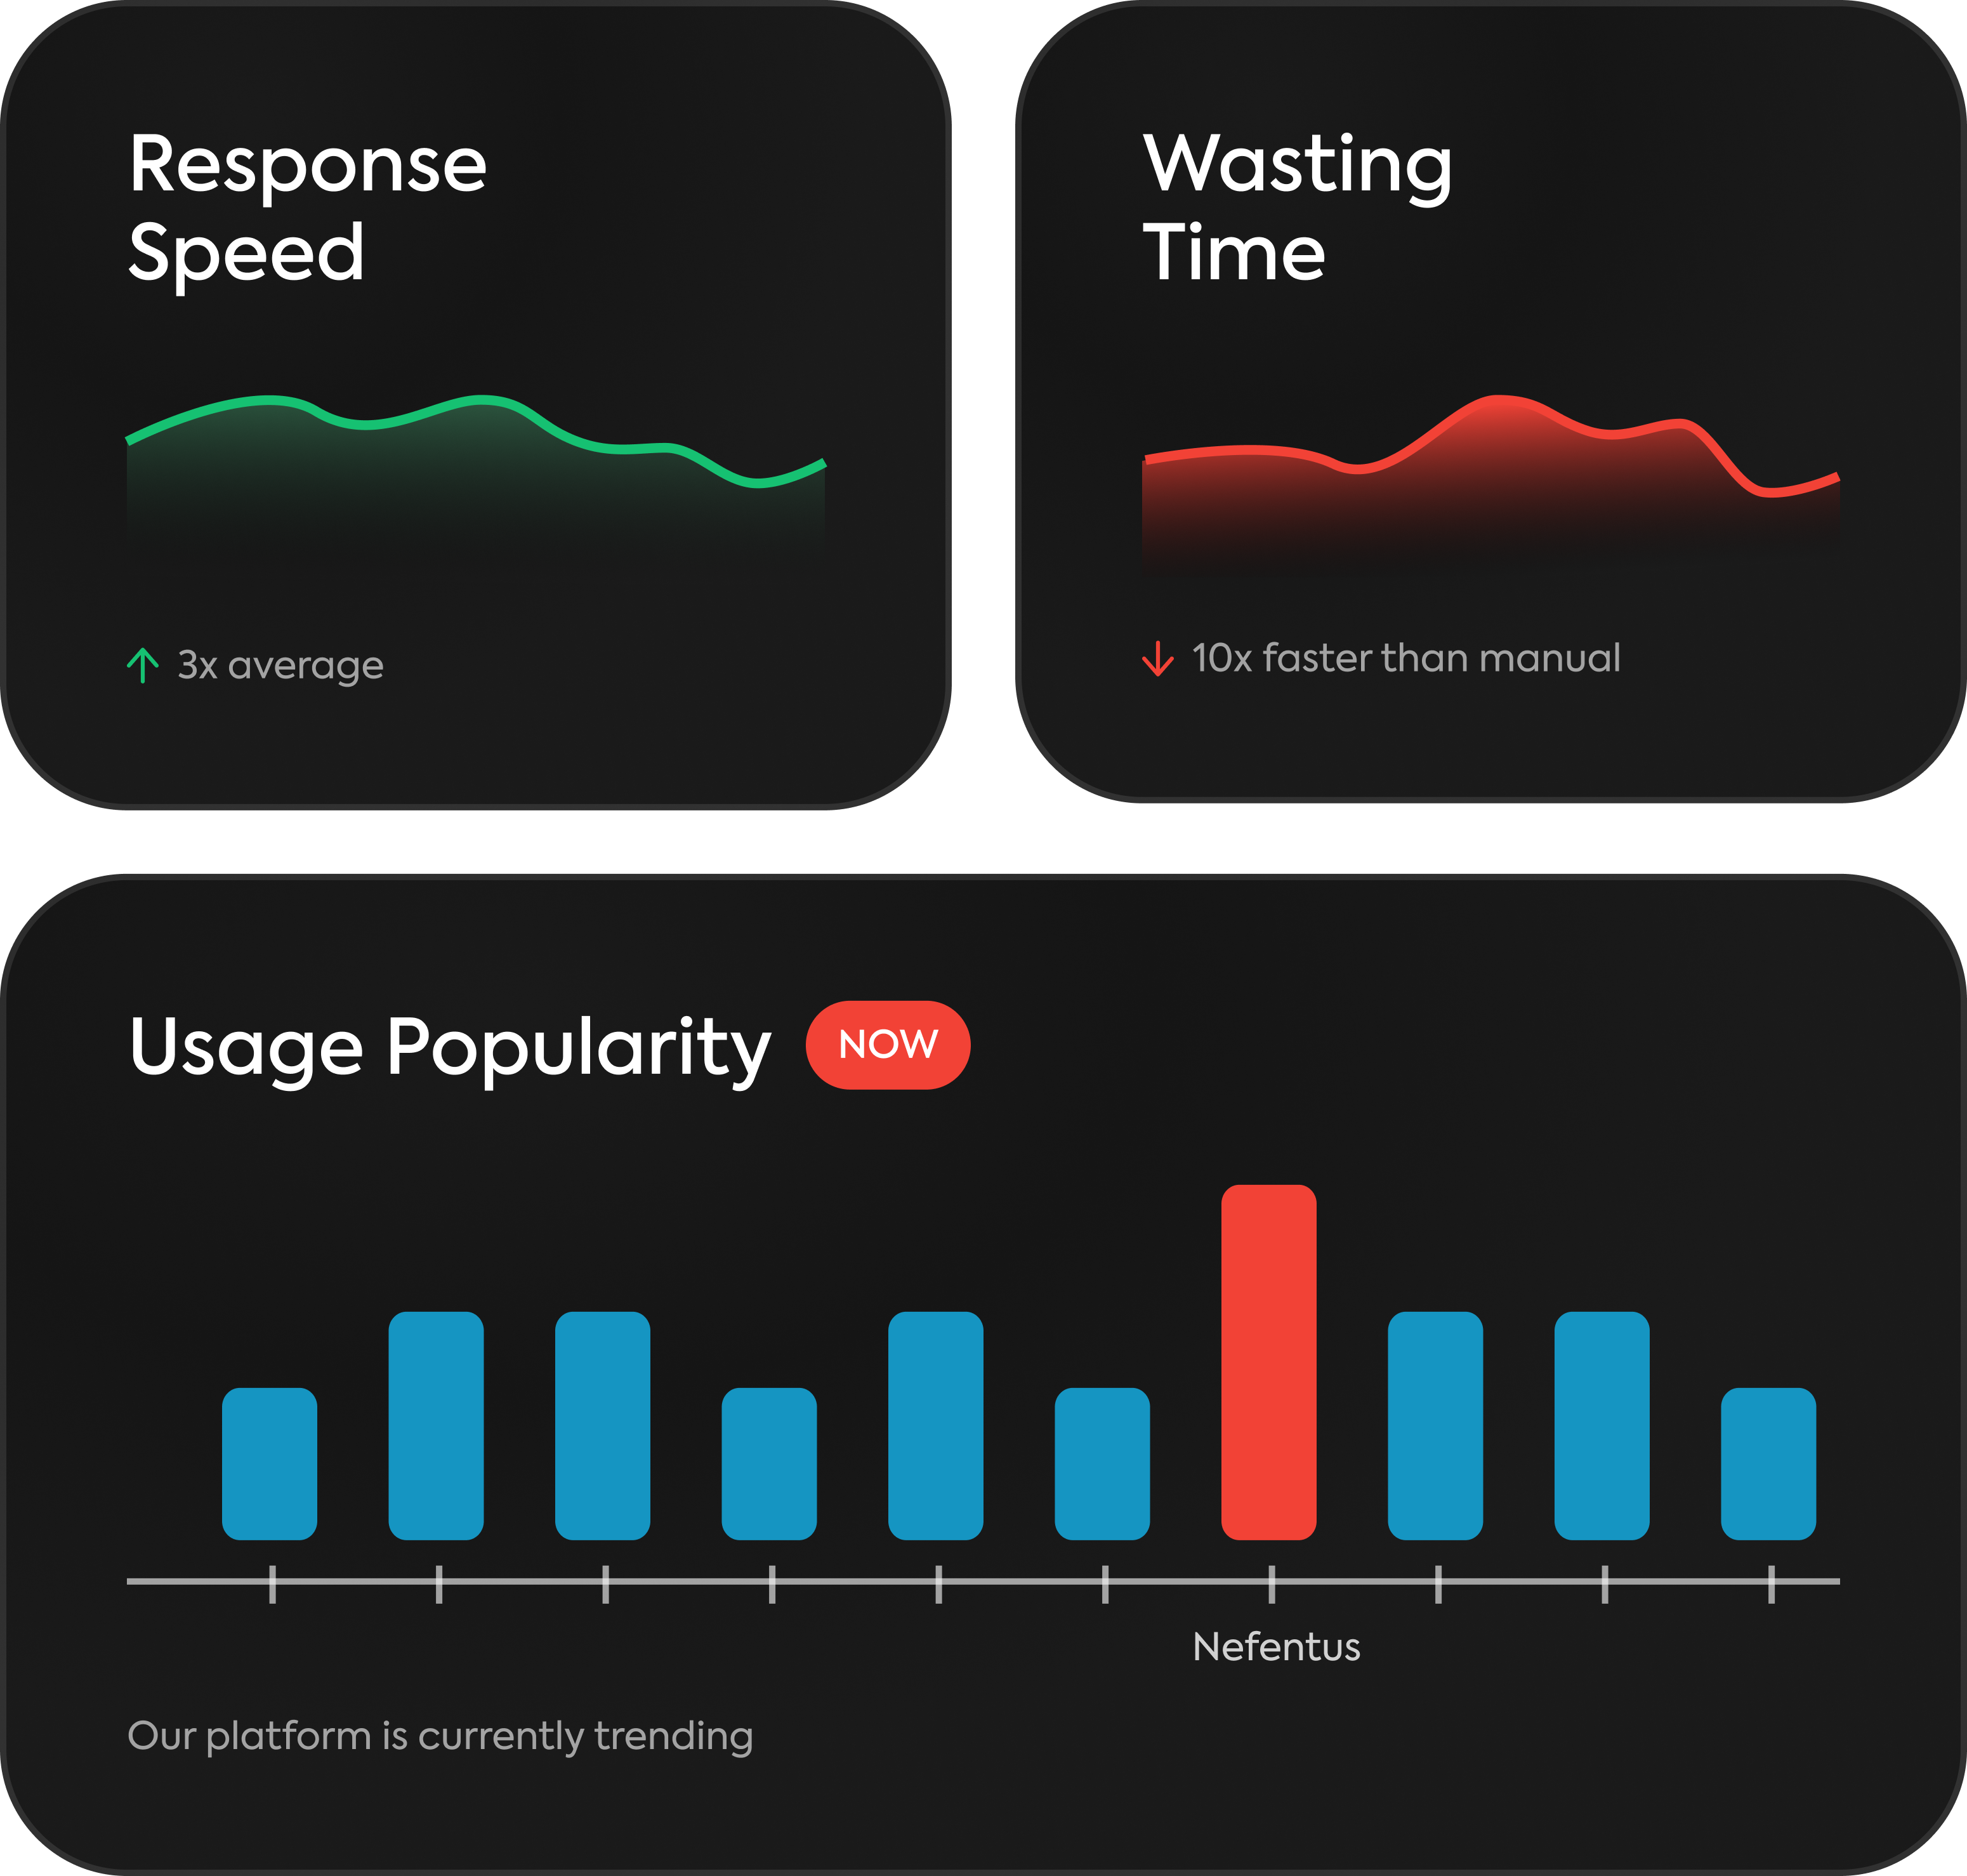 Response
Speed
3x average
Wasting
Time
10x faster than manual
Usage Popularity
NOW
Nefentus
Our platform is currently trending